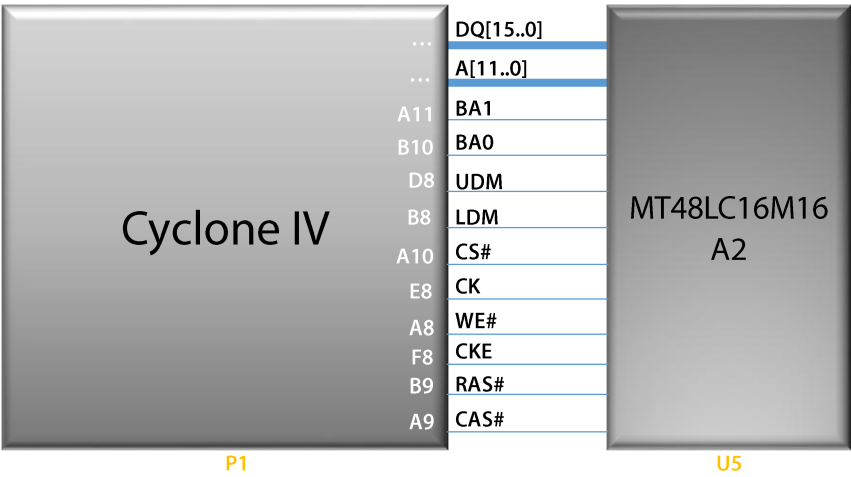 ... DQ[15..0]
... A[11..0]
A11 BA1
B10 BA0
D8 UDM
B8 LDM
A10 CS#
E8 CK
A8 WE#
F8 CKE
B9 RAS#
A9 CAS#
Cyclone IV
MT48LC16M16
A2
P1
U5